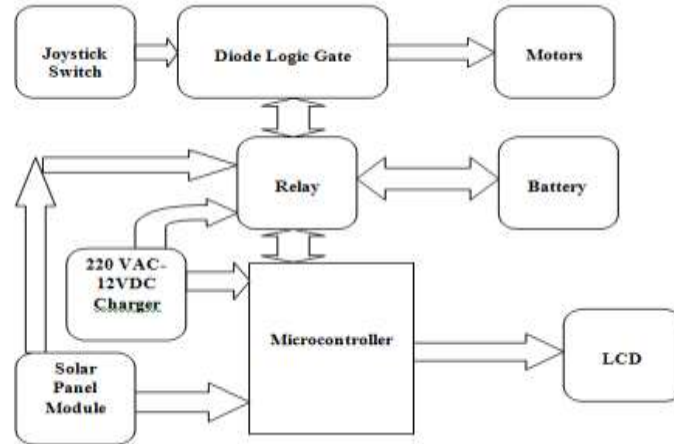 Joystick
Switch
Diode Logic Gate
Motors
Relay
Battery
220 VAC-
12VDC
Charger
Microcontroller
LCD
Solar
Panel
Module